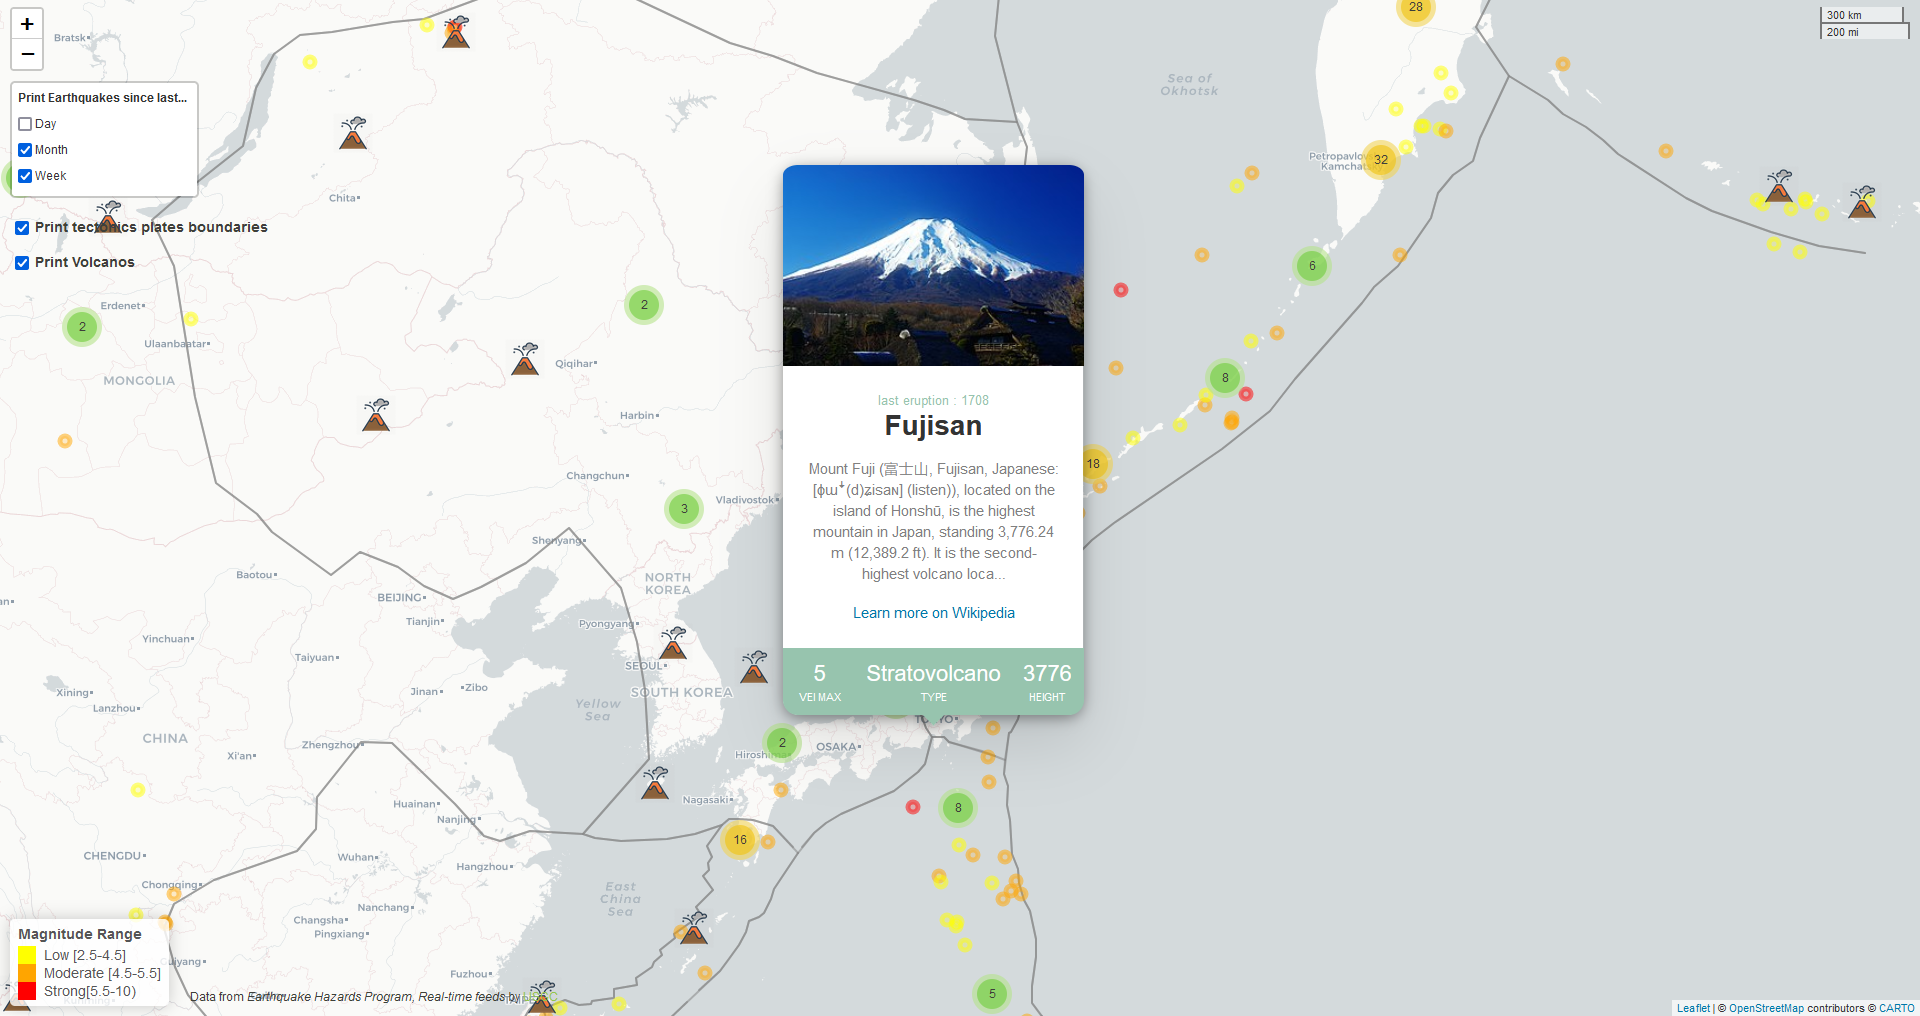 +
−
Print Earthquakes since last...
Day
Month
Week
Print tectonics plates boundaries
Print Volcanos
300 km
200 mi
28
Bratsk
Sea of
Okhotsk
Chita
32
6
2
2
Erdenet
Ulaanbaatar
MONGOLIA
Qiqihar
Harbin
8
Changchun
18
3
Vladivostok
Shenyang
Baotou
NORTH
KOREA
BEIJING
Tianjin
Pyongyang
Yinchuan
Taiyuan
SEOUL
Xining
Jinan
Zibo
SOUTH KOREA
Lanzhou
Yellow
Sea
CHINA
Xi'an
Zhengzhou
2
OSAKA
Nagasaki
Huainan
Nanjing
8
16
CHENGDU
Wuhan
Hangzhou
Chongqing
East
China
Sea
Nanchang
Changsha
Pingxiang
Fuzhou
5
last eruption : 1708
Fujisan
Mount Fuji (富士山, Fujisan, Japanese:
[ɸɯꜜ(d)ʑisaɴ] (listen)), located on the
island of Honshū, is the highest
mountain in Japan, standing 3,776.24
m (12,389.2 ft). It is the second-
highest volcano loca...
Learn more on Wikipedia
5
VEI MAX
Stratovolcano
TYPE
3776
HEIGHT
Magnitude Range
Low [2.5-4.5]
Moderate [4.5-5.5]
Strong[5.5-10)
Data from Earthquake Hazards Program, Real-time feeds by
Leaflet | © OpenStreetMap contributors © CARTO